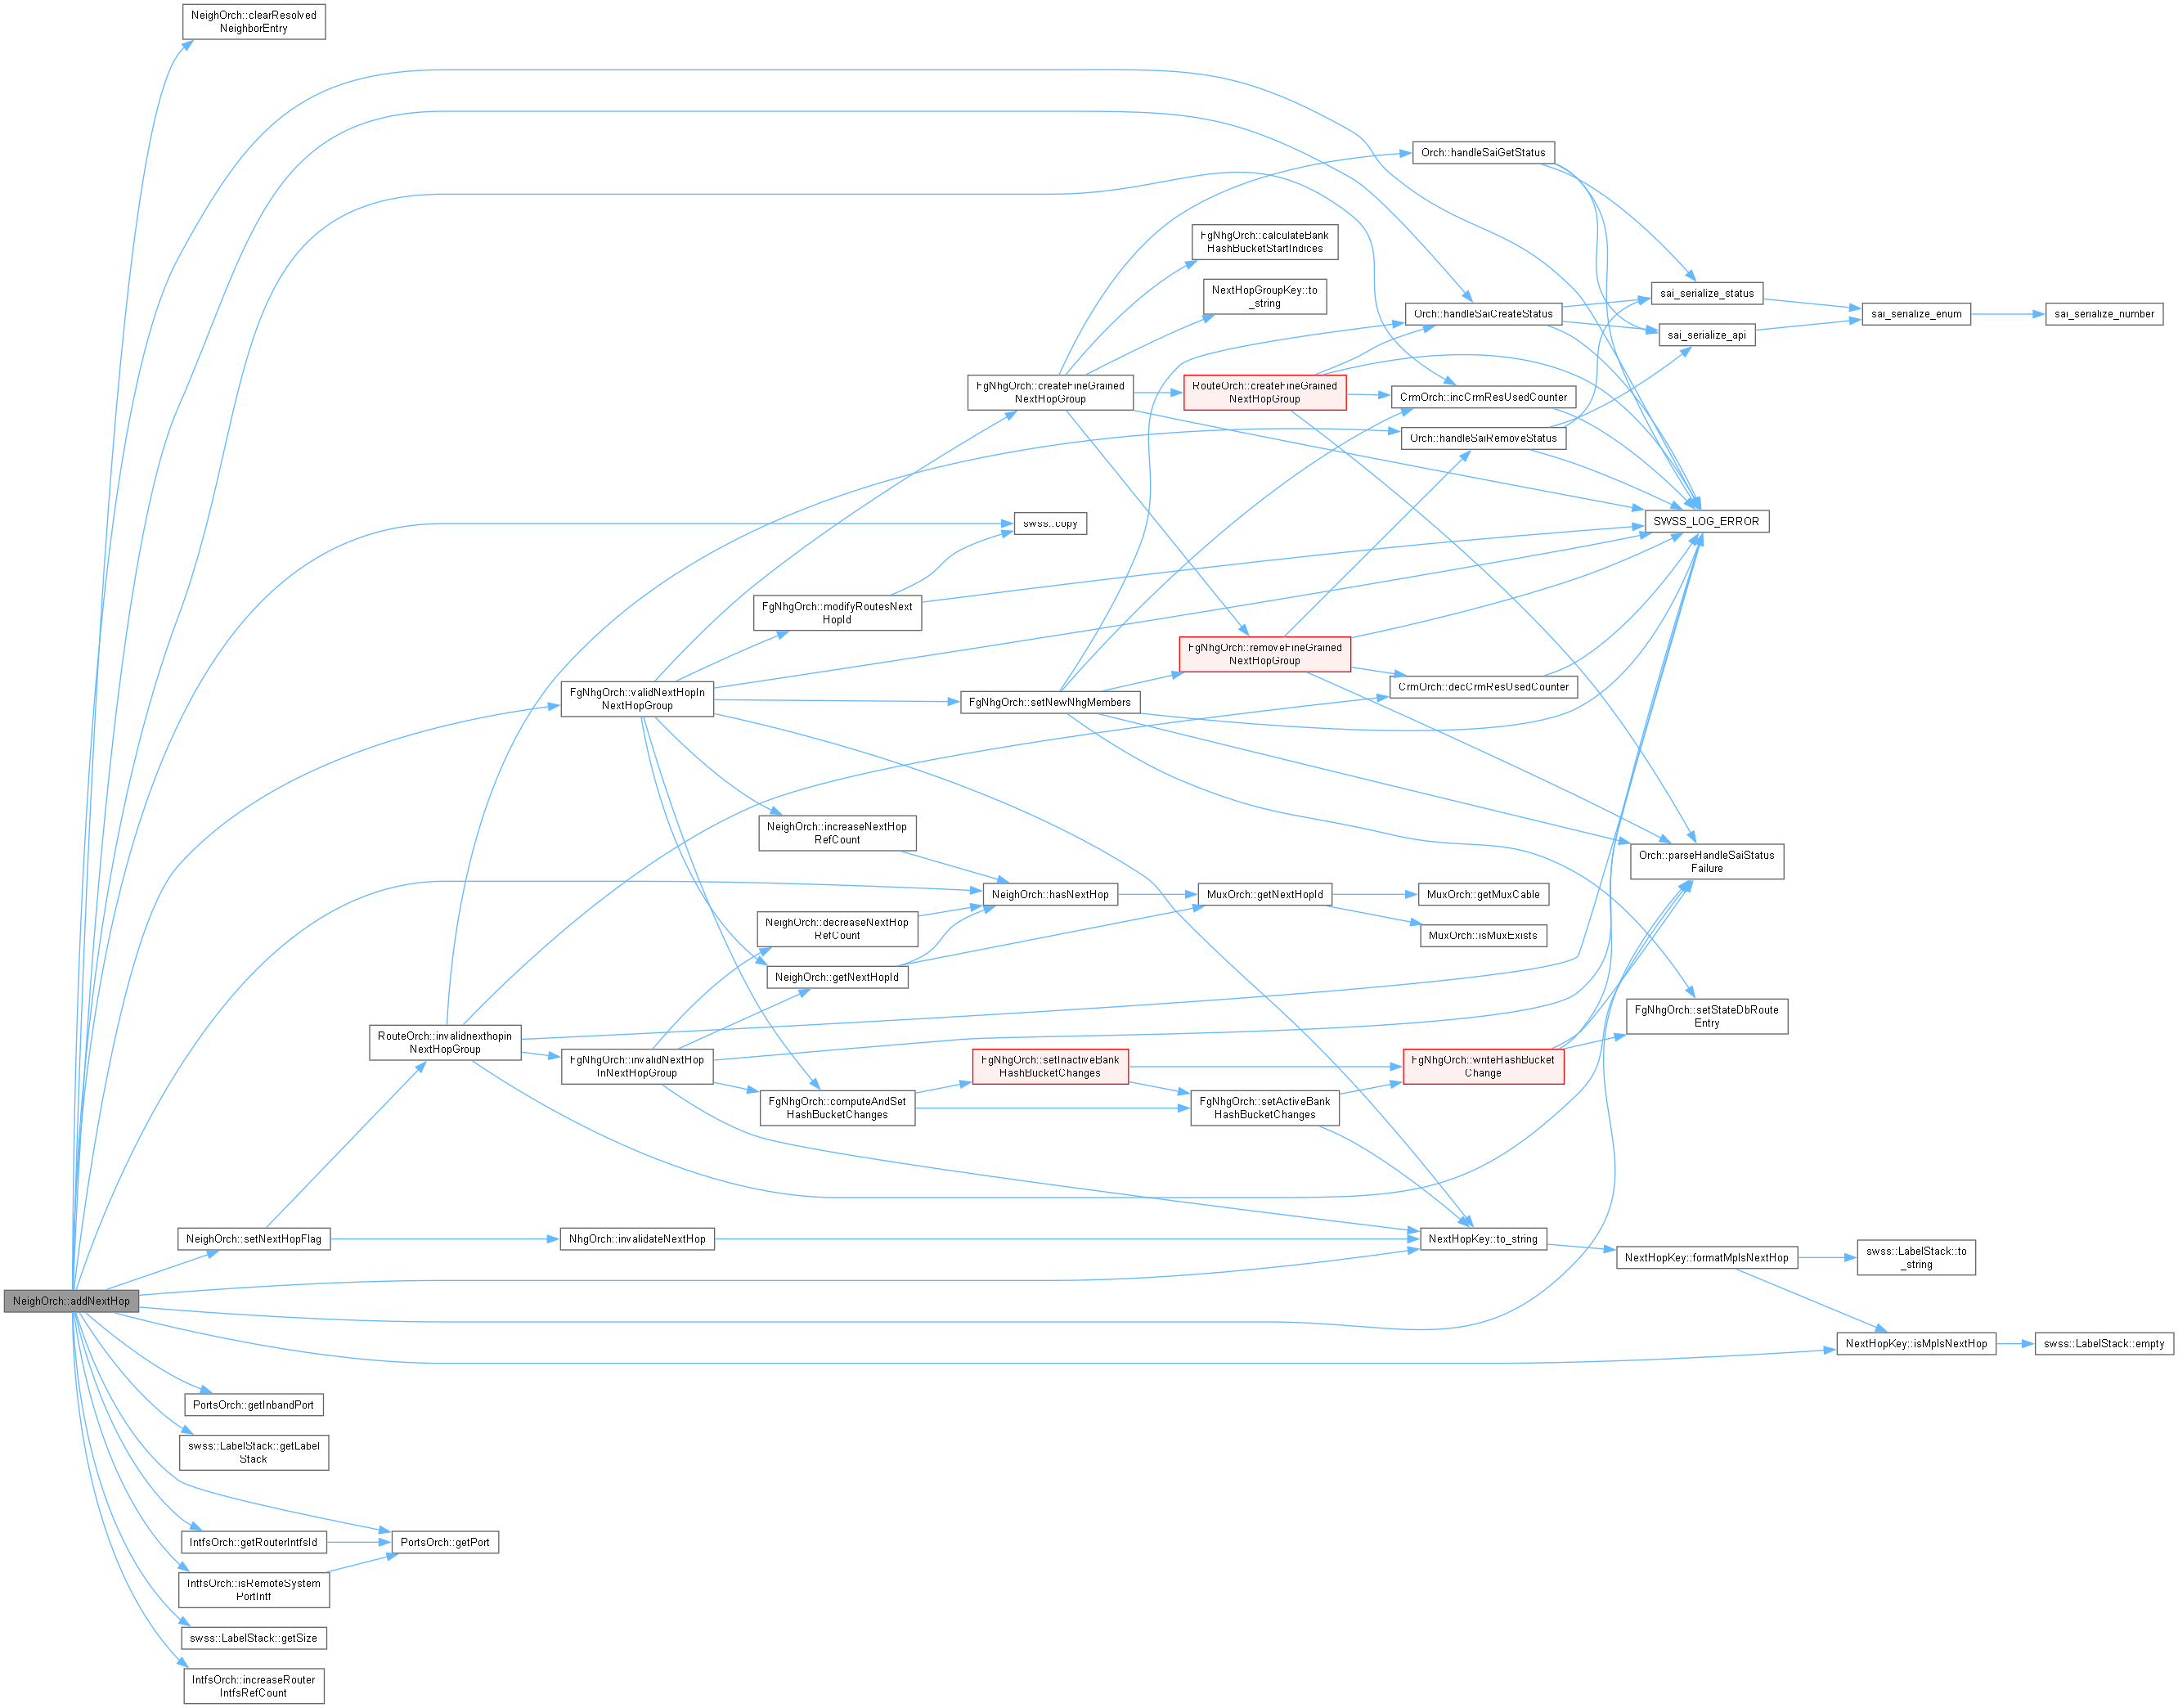 NeighOrch::clearResolved
NeighborEntry
Orch::handleSaiGetStatus
FgNhgOrch::calculateBank
HashBucketStartIndices
NextHopGroupKey::to
_string
sai_serialize_status
Orch::handleSaiCreateStatus
sai_serialize_enum
sai_serialize_number
sai_serialize_api
FgNhgOrch::createFineGrained
NextHopGroup
RouteOrch::createFineGrained
NextHopGroup
CrmOrch::incCrmResUsedCounter
Orch::handleSaiRemoveStatus
swss::copy
SWSS_LOG_ERROR
FgNhgOrch::modifyRoutesNext
HopId
FgNhgOrch::removeFineGrained
NextHopGroup
CrmOrch::decCrmResUsedCounter
FgNhgOrch::validNextHopIn
NextHopGroup
FgNhgOrch::setNewNhgMembers
NeighOrch::increaseNextHop
RefCount
Orch::parseHandleSaiStatus
Failure
NeighOrch::hasNextHop
MuxOrch::getNextHopId
MuxOrch::getMuxCable
NeighOrch::decreaseNextHop
RefCount
MuxOrch::isMuxExists
NeighOrch::getNextHopId
FgNhgOrch::setStateDbRoute
Entry
RouteOrch::invalidnexthopin
NextHopGroup
FgNhgOrch::invalidNextHop
InNextHopGroup
FgNhgOrch::setInactiveBank
HashBucketChanges
FgNhgOrch::writeHashBucket
Change
FgNhgOrch::computeAndSet
HashBucketChanges
FgNhgOrch::setActiveBank
HashBucketChanges
NeighOrch::setNextHopFlag
NhgOrch::invalidateNextHop
NextHopKey::to_string
NextHopKey::formatMplsNextHop
swss::LabelStack::to
_string
NeighOrch::addNextHop
NextHopKey::isMplsNextHop
swss::LabelStack::empty
PortsOrch::getInbandPort
swss::LabelStack::getLabel
Stack
IntfsOrch::getRouterIntfsId
PortsOrch::getPort
IntfsOrch::isRemoteSystem
PortIntf
swss::LabelStack::getSize
IntfsOrch::increaseRouter
IntfsRefCount